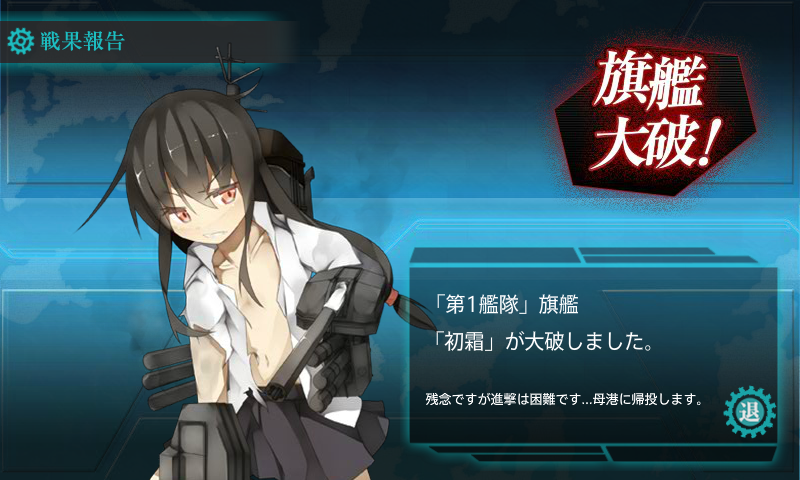 戦果報告
旗艦
大破!
「第1艦隊」旗艦
「初霜」が大破しました。
残念ですが進撃は困難です...母港に帰投します。
退